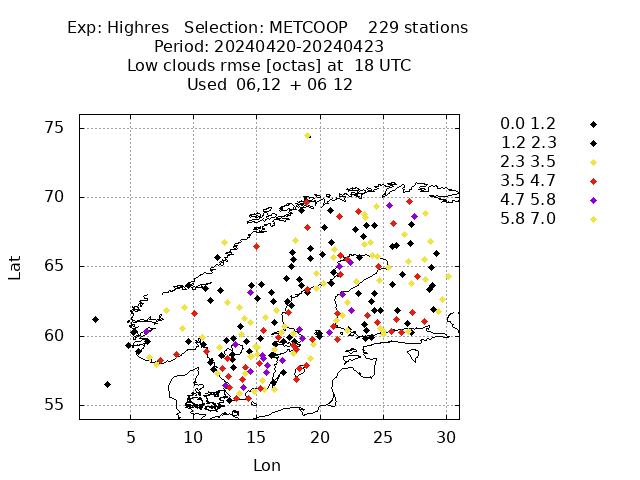 Exp: Highres   Selection: METCOOP    229 stations
Period: 20240420-20240423
Low clouds rmse [octas] at  18 UTC
Used  06,12  + 06 12
0.0 1.2
1.2 2.3
2.3 3.5
3.5 4.7
4.7 5.8
5.8 7.0
75
70
65
60
55
Lat
5 10 15 20 25 30
Lon